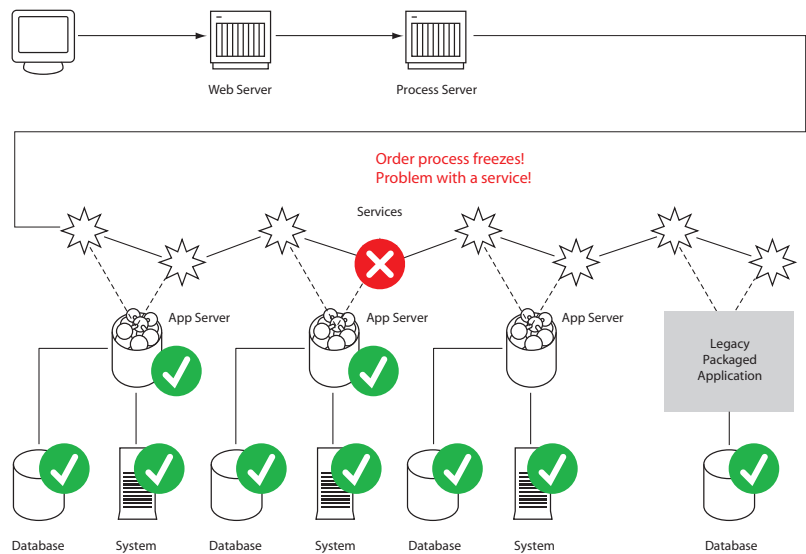 Web Server
Process Server
Order process freezes!
Problem with a service!
Services
App Server
App Server
App Server
Legacy
Packaged
Application
Database
System
Database
System
Database
System
Database